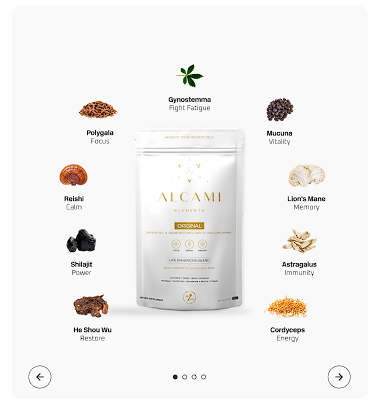 Gynostemma
Fight Fatigue
Polygala
Focus
Mucuna
Vitality
ALCAMI
ELEMENTS
Reishi
Calm
Lion's Mane
Memory
ORIGINAL
Shilajit
Power
LIFE ENHANCING BLEND
Astragalus
Immunity
He Shou Wu
Restore
Cordyceps
Energy